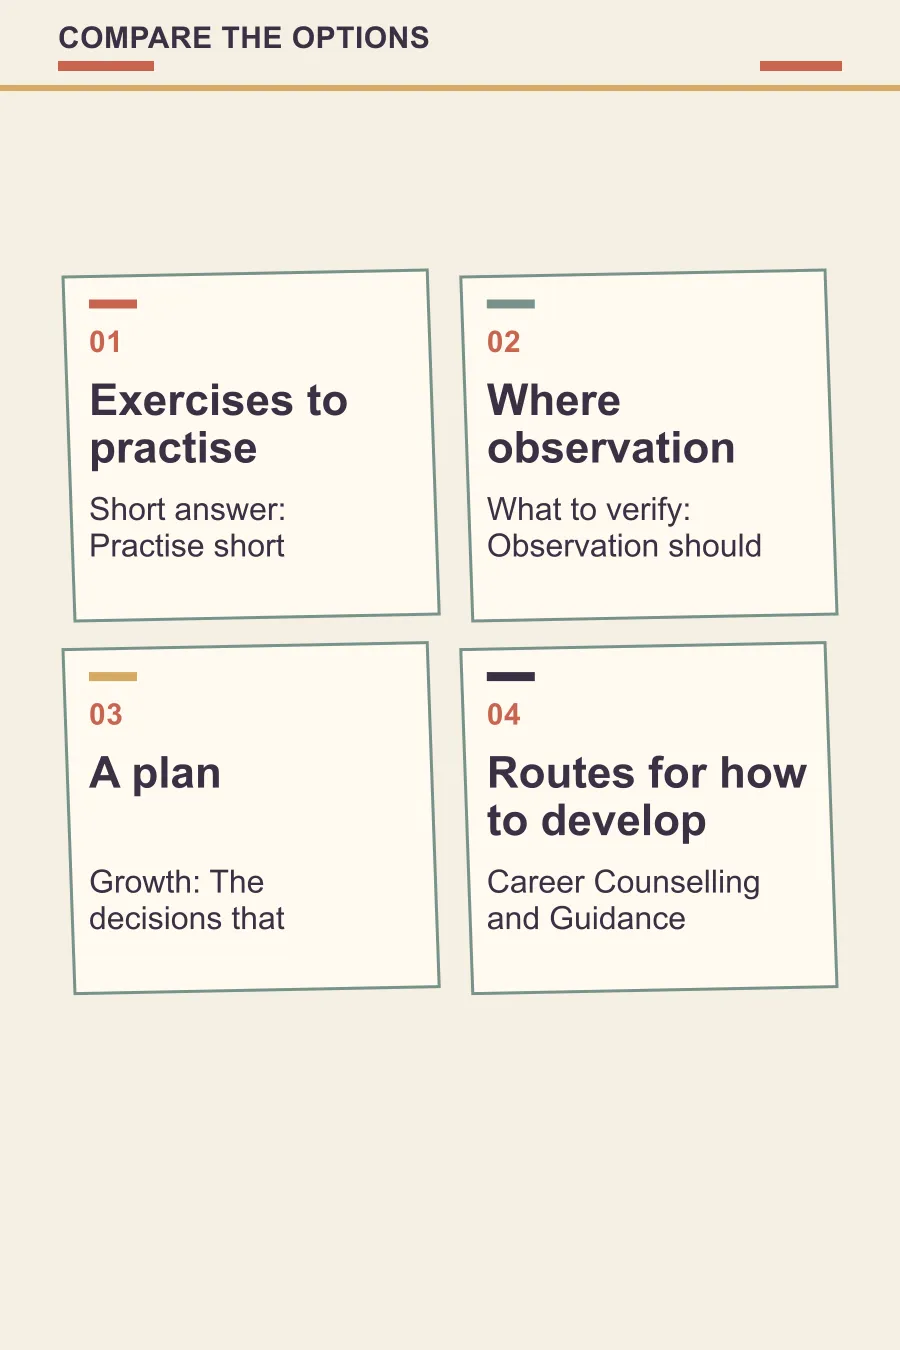 COMPARE THE OPTIONS
01
Exercises to
practise
Short answer:
Practise short
02
Where
observation
What to verify:
Observation should
03
A plan
Growth: The
decisions that
04
Routes for how
to develop
Career Counselling
and Guidance